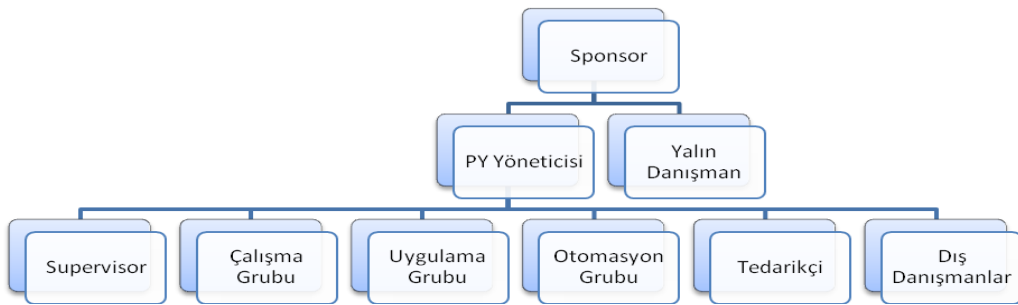 Sponsor
PY Yöneticisi
Yalın
Danışman
Supervisor
Çalışma
Grubu
Uygulama
Grubu
Otomasyon
Grubu
Tedarikçi
Dış
Danışmanlar